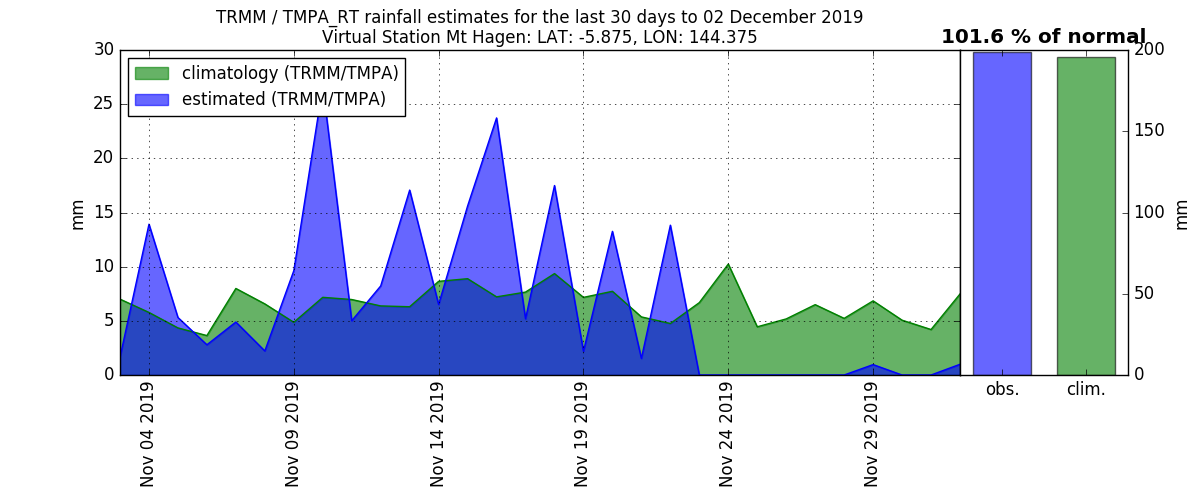 TRMM / TMPA_RT rainfall estimates for the last 30 days to 02 December 2019
Virtual Station Mt Hagen: LAT: -5.875, LON: 144.375
101.6 % of normal
climatology (TRMM/TMPA)
estimated (TRMM/TMPA)
30
25
20
15
10
5
0
mm
Nov 04 2019
Nov 09 2019
Nov 14 2019
Nov 19 2019
Nov 24 2019
Nov 29 2019
200
150
100
50
0
mm
obs.
clim.